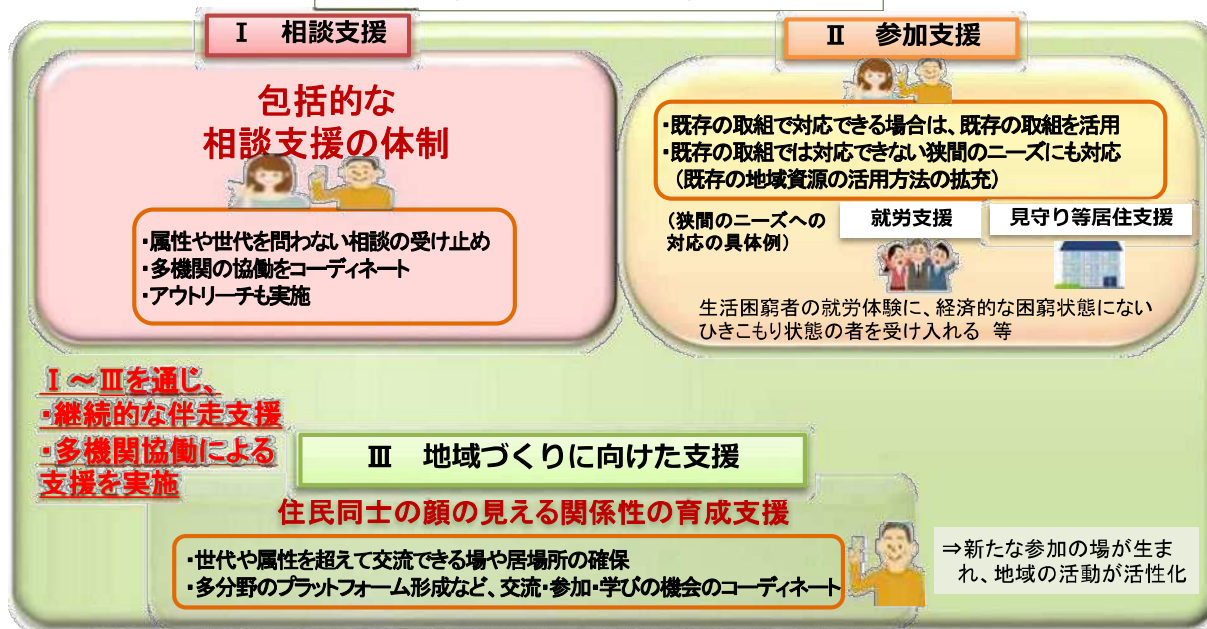 Ⅰ 相談支援
包括的な
相談支援の体制
・属性や世代を問わない相談の受け止め
・多機関の協働をコーディネート
・アウトリーチも実施
Ⅱ 参加支援
・既存の取組で対応できる場合は、既存の取組を活用
・既存の取組では対応できない狭間のニーズにも対応
（既存の地域資源の活用方法の拡充）
（狭間のニーズへの
対応の具体例）
就労支援
見守り等居住支援
生活困窮者の就労体験に、経済的な困窮状態にない
ひきこもり状態の者を受け入れる 等
Ⅰ～Ⅲを通じ、
・継続的な伴走支援
・多機関協働による
支援を実施
Ⅲ 地域づくりに向けた支援
住民同士の顔の見える関係性の育成支援
・世代や属性を超えて交流できる場や居場所の確保
・多分野のプラットフォーム形成など、交流・参加・学びの機会のコーディネート
⇒新たな参加の場が生ま
れ、地域の活動が活性化